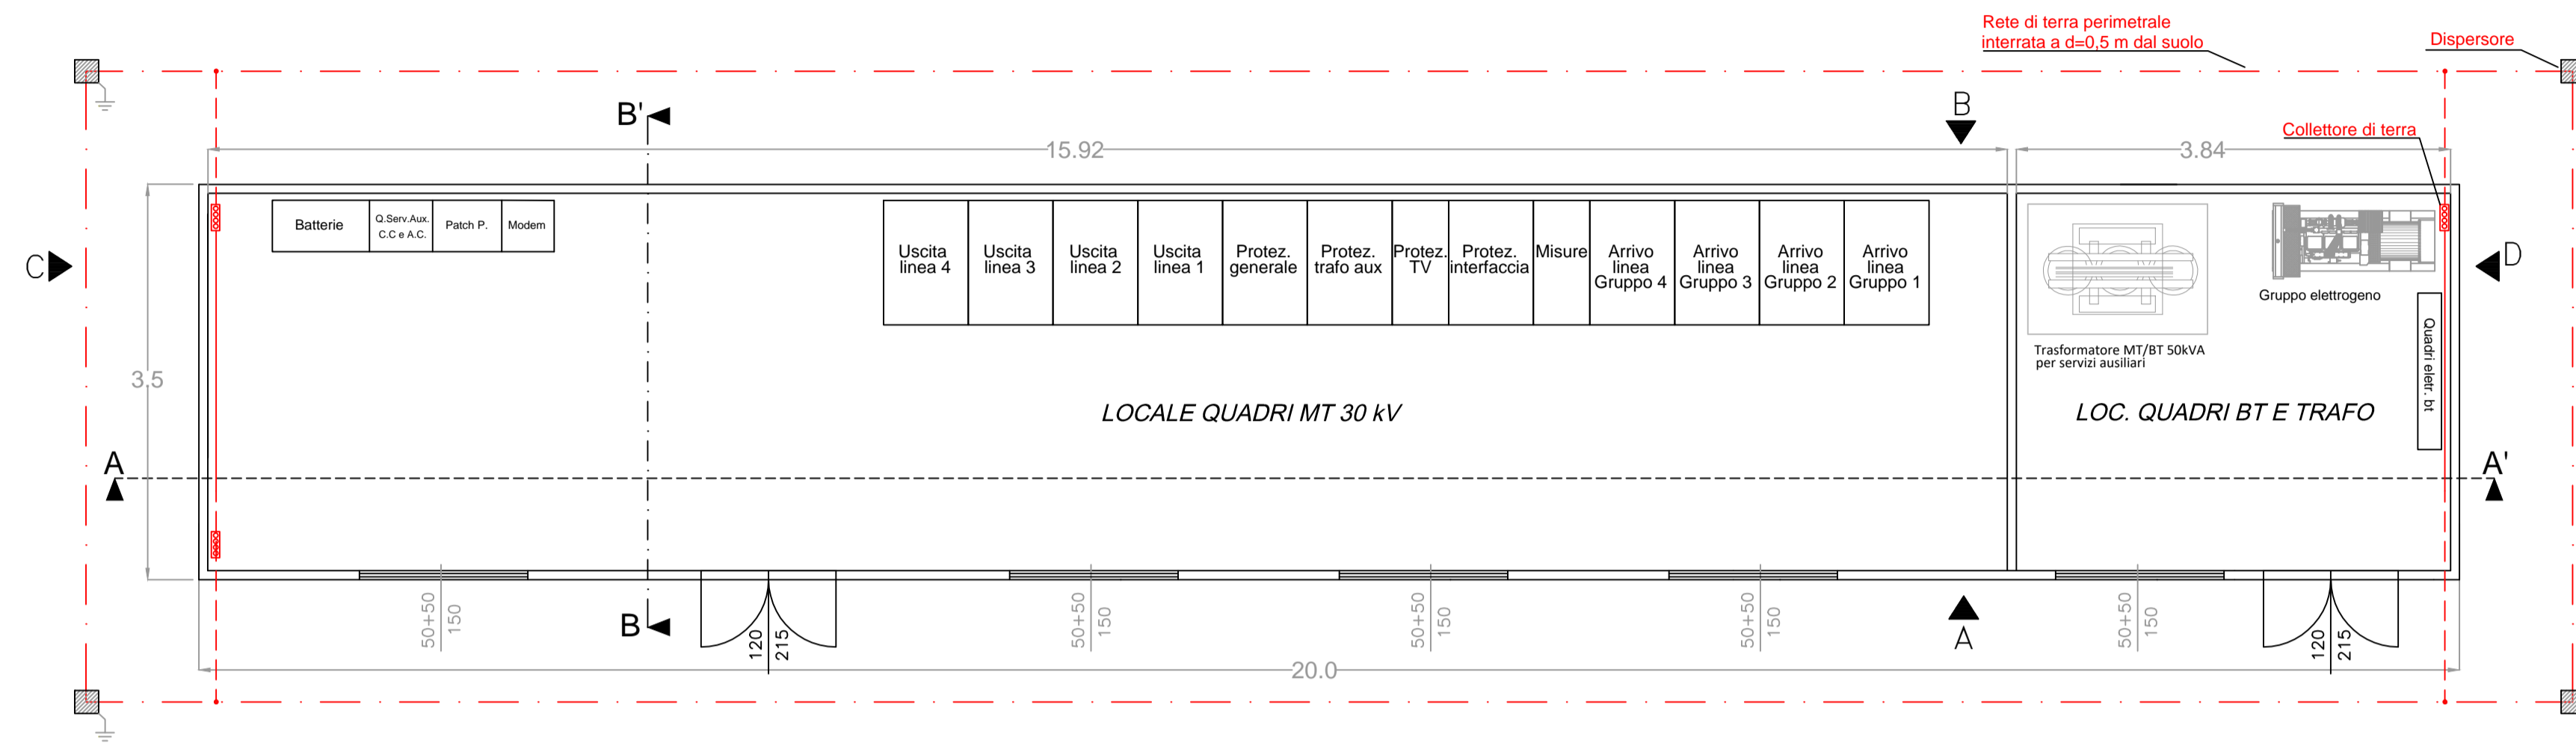 Rete di terra perimetrale
interrata a d=0,5 m dal suolo
Dispersore
B'
B
Collettore di terra
15.92
3.84
Batterie
Q.Serv.Aux.
C.C e A.C.
Patch P.
Modem
Uscita
linea 4
Uscita
linea 3
Uscita
linea 2
Uscita
linea 1
Protez.
generale
Protez.
trafo aux
Protez.
TV
Protez.
interfaccia
Misure
Arrivo
linea
Gruppo 4
Arrivo
linea
Gruppo 3
Arrivo
linea
Gruppo 2
Arrivo
linea
Gruppo 1
C
D
Gruppo elettrogeno
Trasformatore MT/BT 50kVA
per servizi ausiliari
Quadri eletr. bt
3.5
LOCALE QUADRI MT 30 kV
LOC. QUADRI BT E TRAFO
A
A'
50+50
150
B
120
215
50+50
150
50+50
150
50+50
150
A
50+50
150
120
215
20.0